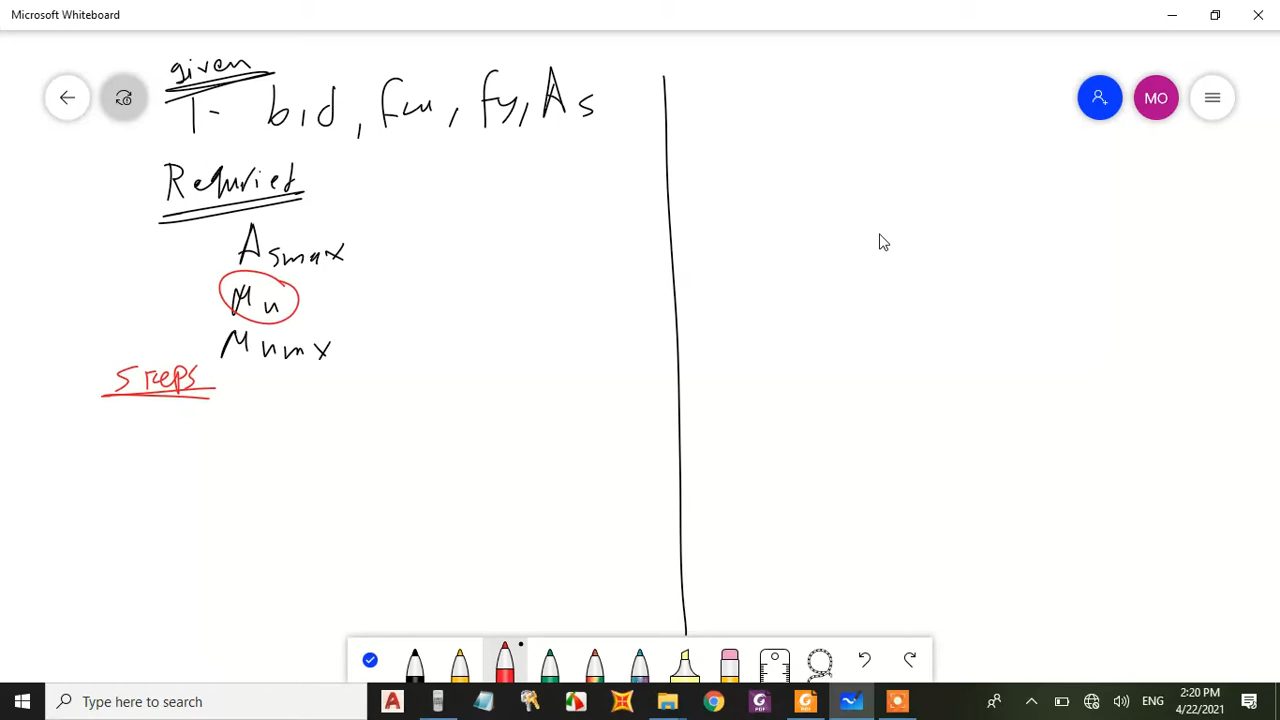 Microsoft Whiteboard
given
1- b,d, Fcu, Fy, As
MO
Requried
Asmax
Mu
Mumx
steps
Type here to search
ENG
2:20 PM
4/22/2021